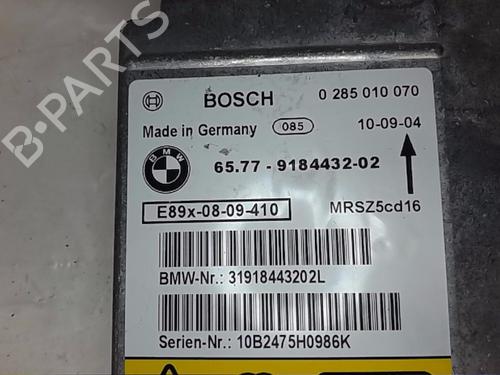 B-PARTS
BOSCH 0 285 010 070
Made in Germany 085 10-09-04
BMW 65.77 - 9184432-02
E89x-08-09-410 MRSZ5cd16
BMW-Nr.: 31918443202L
Serien-Nr.: 10B2475H0986K